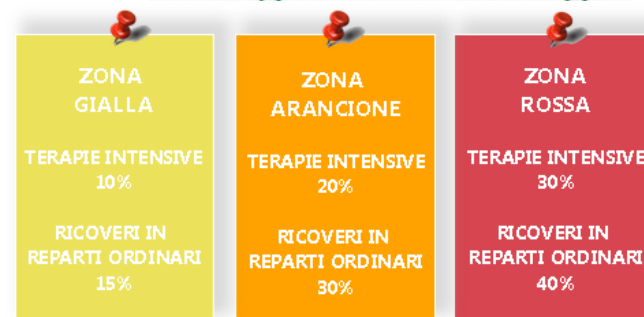 ZONA
GIALLA
TERAPIE INTENSIVE
10%
RICOVERI IN
REPARTI ORDINARI
15%
ZONA
ARANCIONE
TERAPIE INTENSIVE
20%
RICOVERI IN
REPARTI ORDINARI
30%
ZONA
ROSSA
TERAPIE INTENSIVE
30%
RICOVERI IN
REPARTI ORDINARI
40%